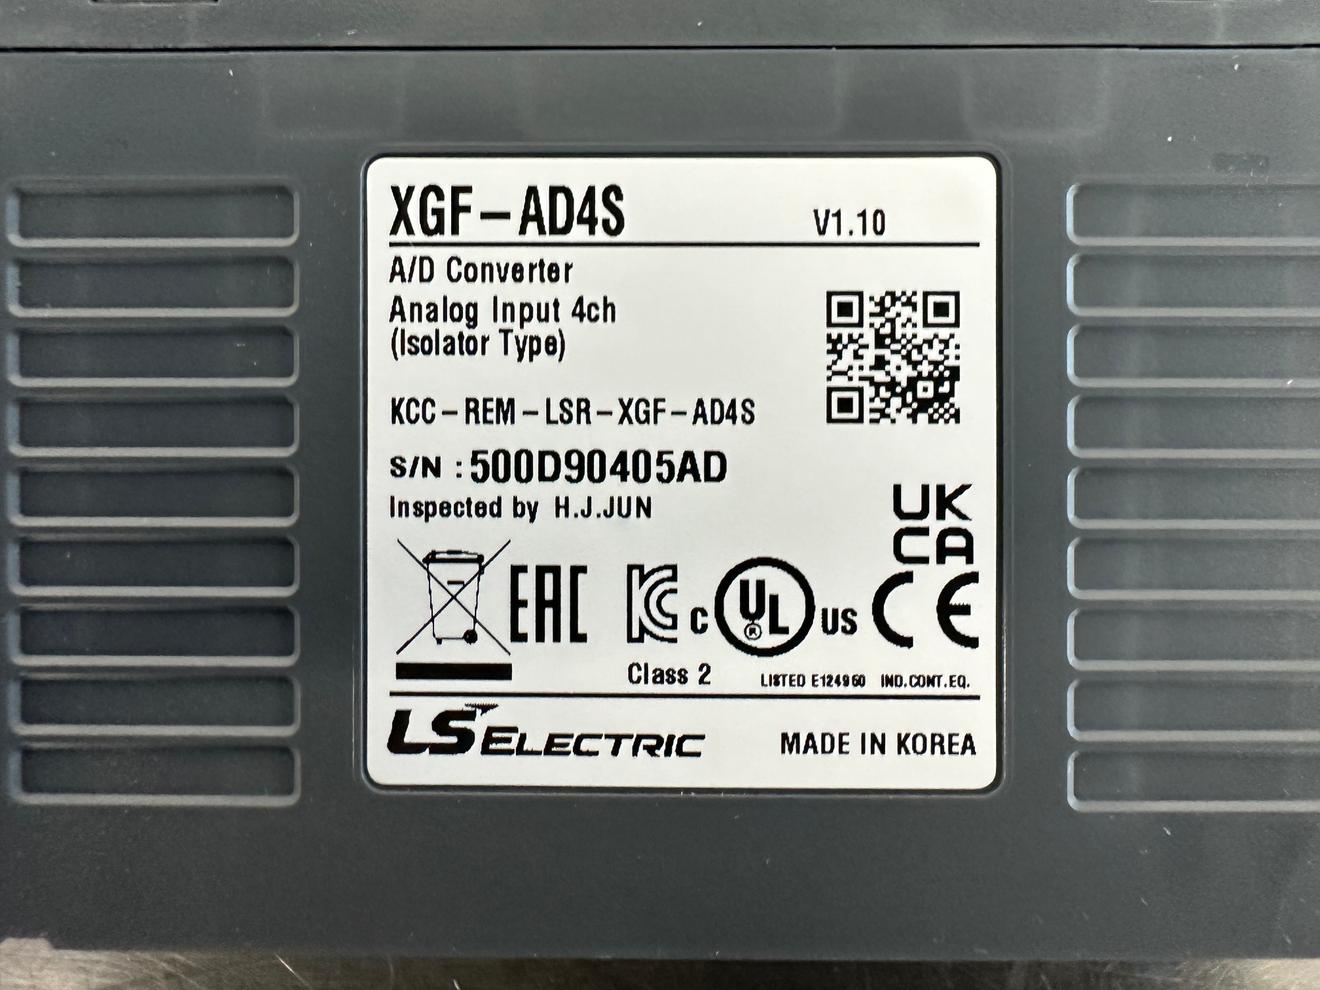 XGF-AD4S V1.10
A/D Converter
Analog Input 4ch
(Isolator Type)
KCC-REM-LSR-XGF-AD4S
S/N :500D90405AD
Inspected by H.J.JUN
UK
CA
EAC KC C UL ® US CE
Class 2 LISTED E124960 IND.CONT.EQ.
LS ELECTRIC MADE IN KOREA